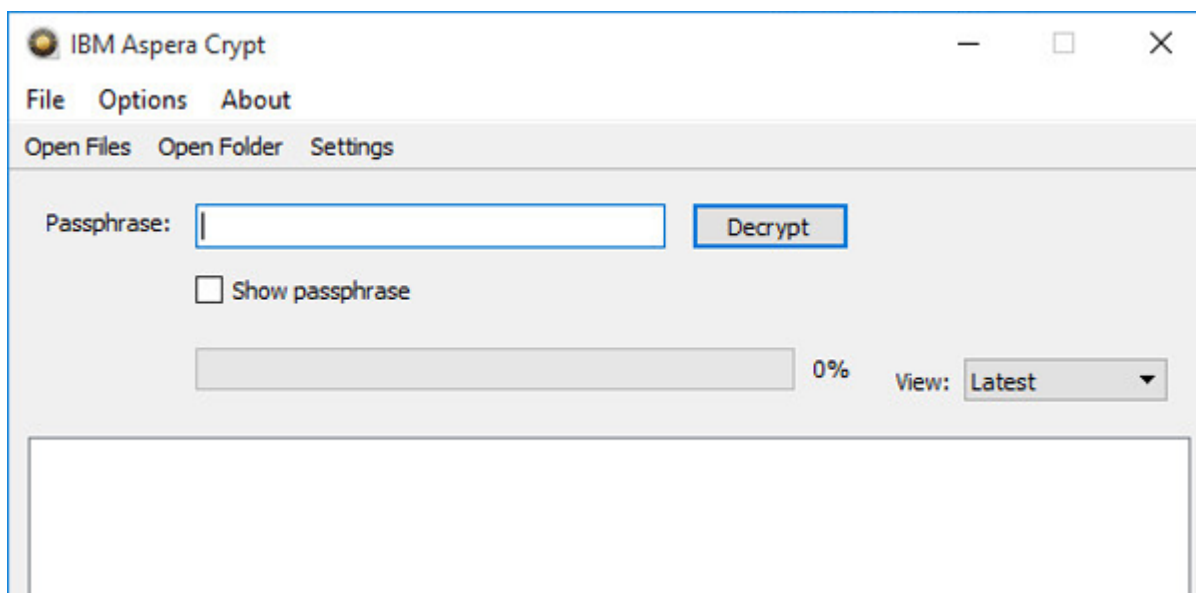 IBM Aspera Crypt
File Options About
Open Files Open Folder Settings
Passphrase: Decrypt
Show passphrase
0% View: Latest